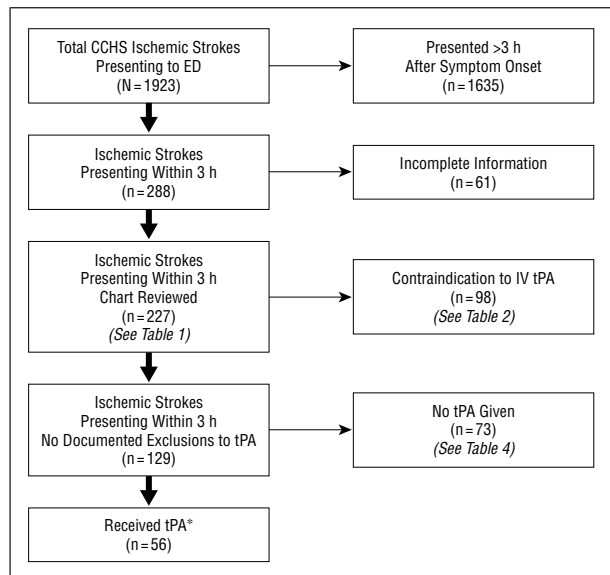 Total CCHS Ischemic Strokes
Presenting to ED
(N = 1923)
Presented >3 h
After Symptom Onset
(n = 1635)
Ischemic Strokes
Presenting Within 3 h
(n = 288)
Incomplete Information
(n = 61)
Ischemic Strokes
Presenting Within 3 h
Chart Reviewed
(n = 227)
(See Table 1)
Contraindication to IV tPA
(n = 98)
(See Table 2)
Ischemic Strokes
Presenting Within 3 h
No Documented Exclusions to tPA
(n = 129)
No tPA Given
(n = 73)
(See Table 4)
Received tPA*
(n = 56)